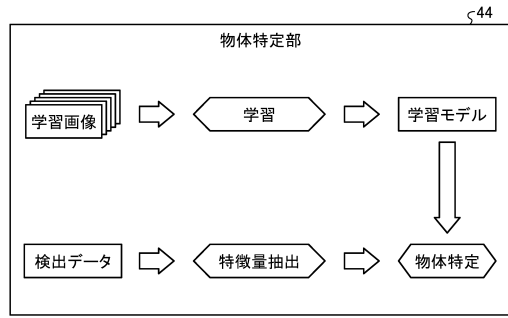 44
物体特定部
学習画像
学習
学習モデル
検出データ
特徴量抽出
物体特定